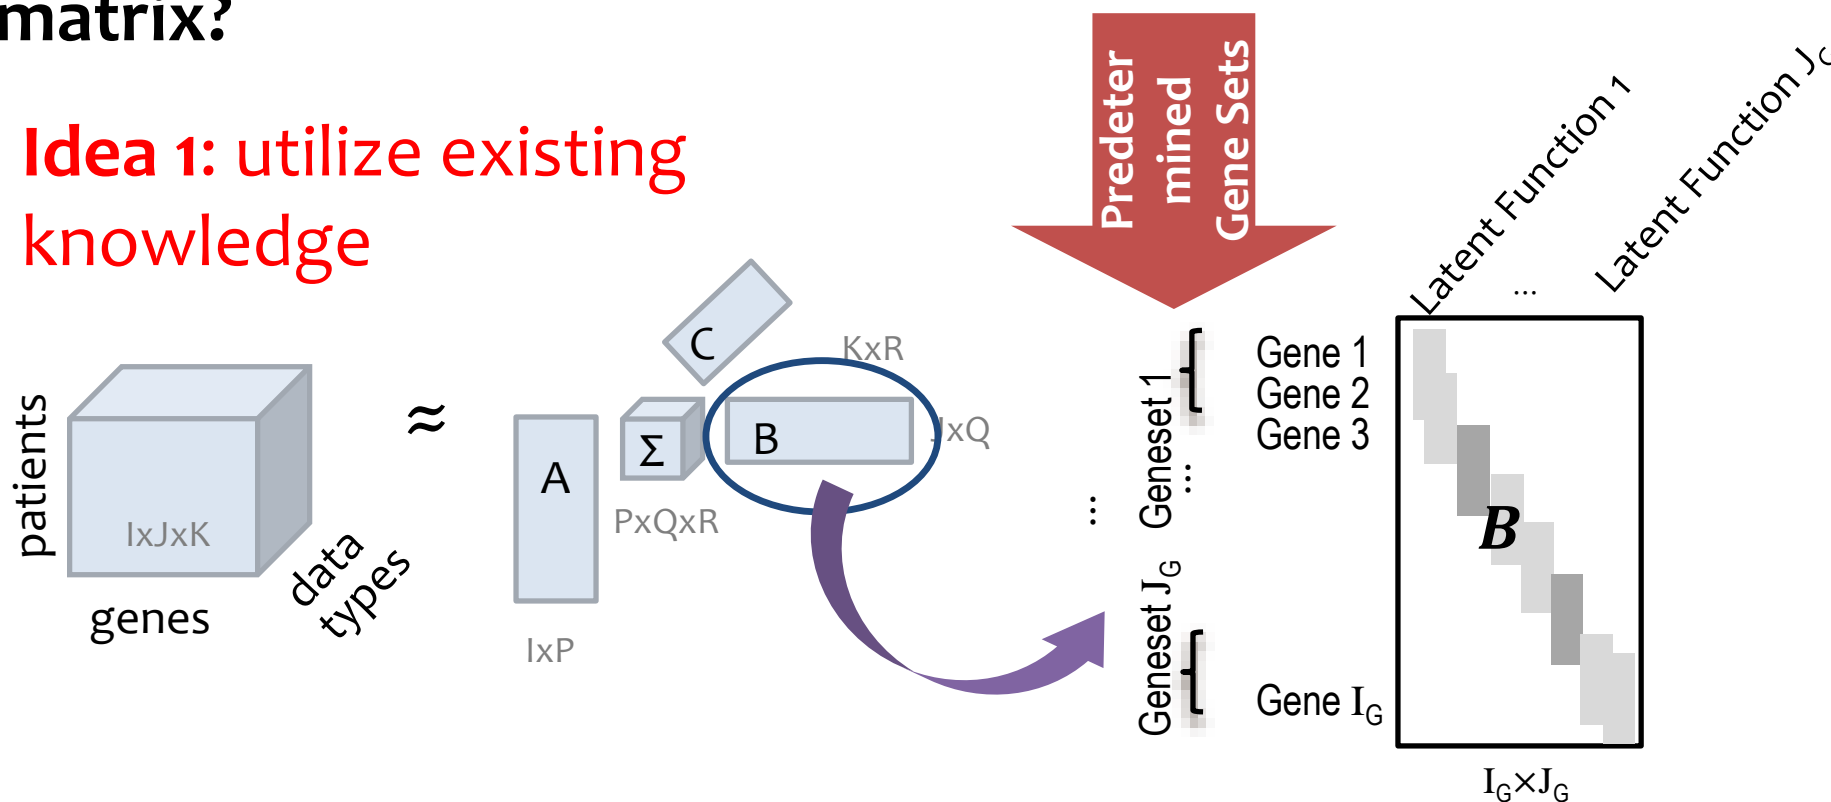 matrix?
Idea 1: utilize existing
knowledge
Predeter
mined
Gene Sets
Latent Function 1
...
Latent Function J
patients
IxJxK
genes
data
types
≈
A
IxP
Σ
PxQxR
C
KxR
B
JxQ
...
Geneset 1
...
Geneset J_G
Gene 1
Gene 2
Gene 3
Gene I_G
B
I_G×J_G